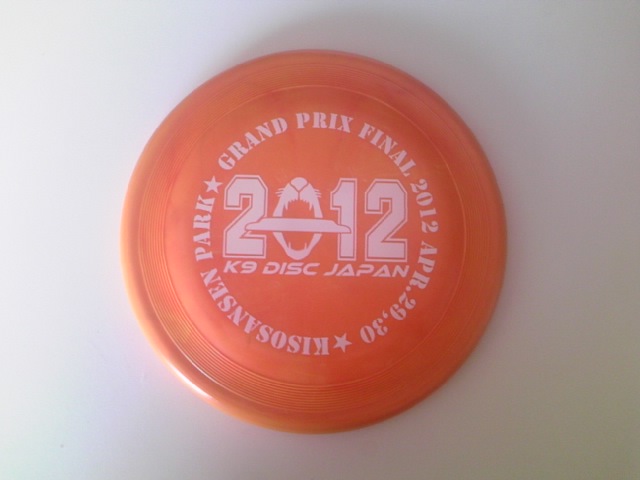 ★ GRAND PRIX FINAL 2012 APR.29,30
★KISOSANSEN PARK
2012
K9 DISC JAPAN